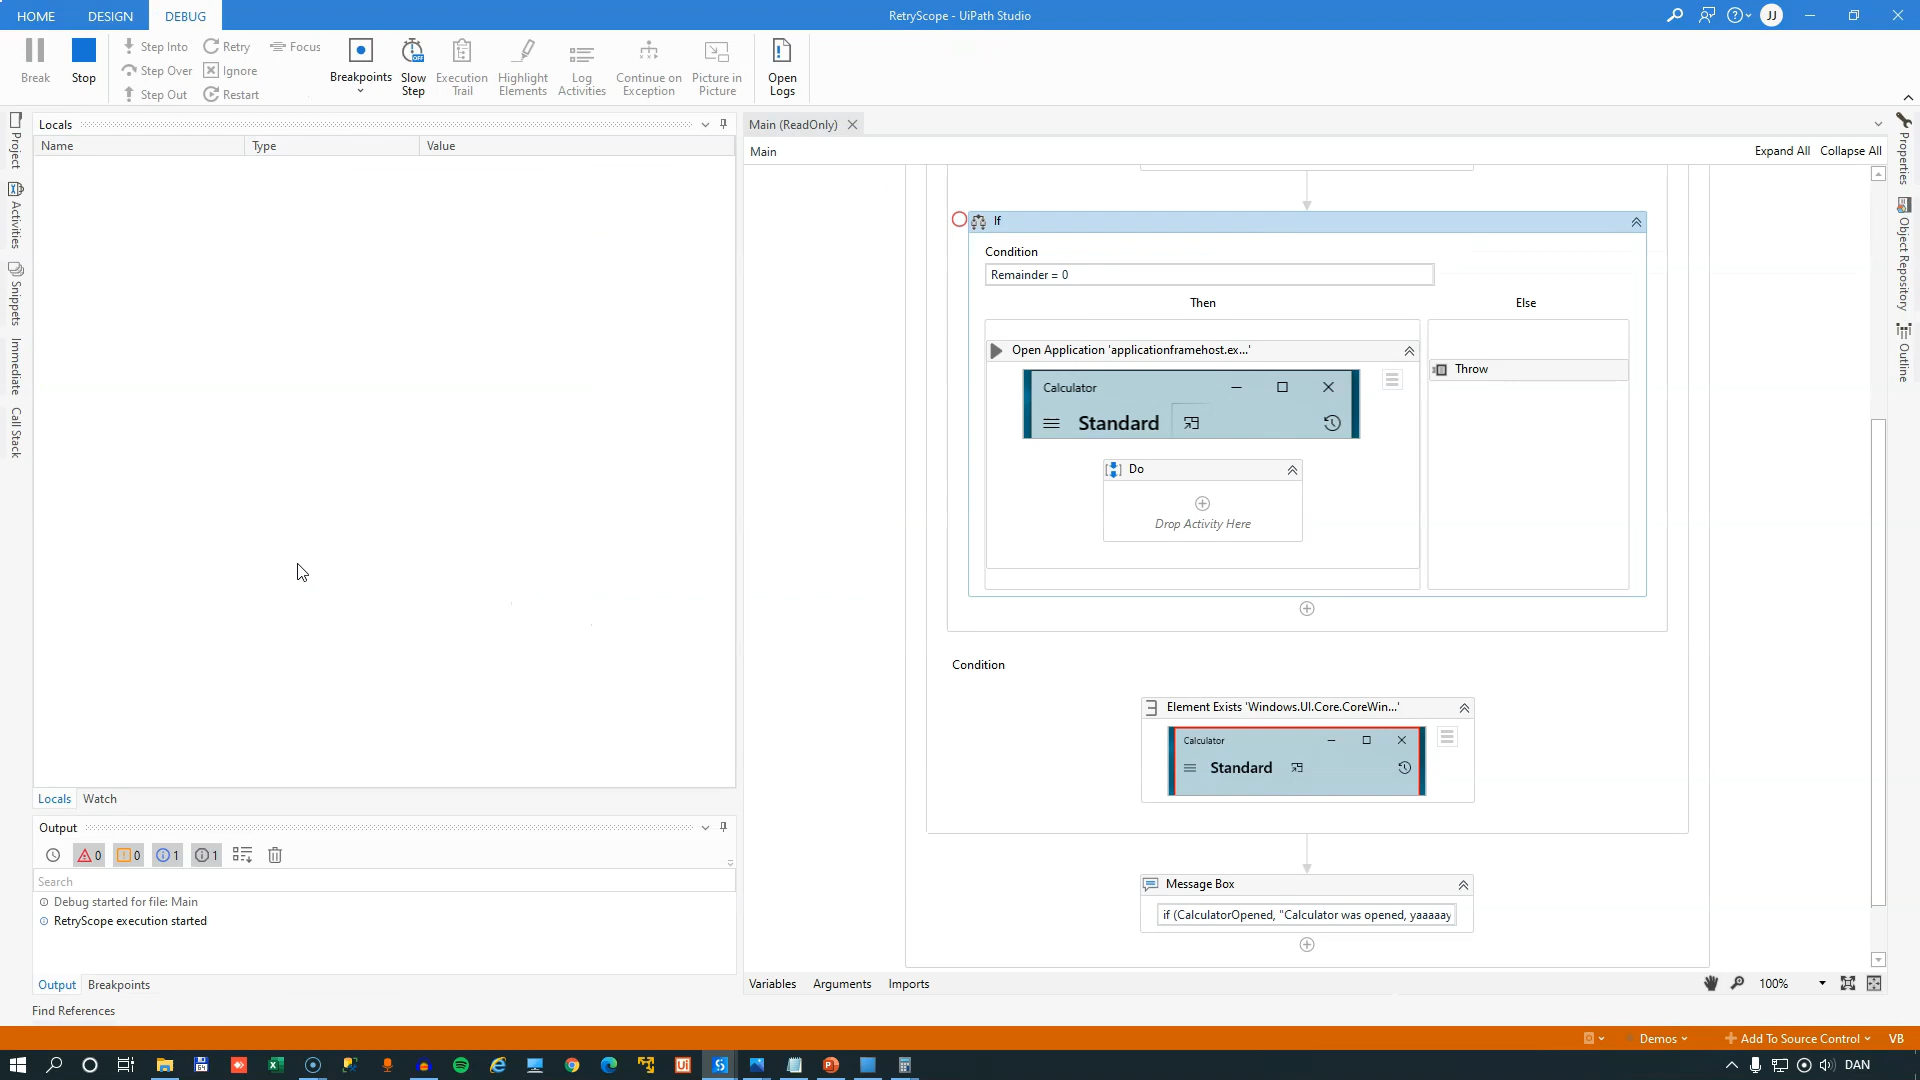 HOME DESIGN DEBUG
RetryScope - UiPath Studio
JJ
Break
Stop
Step Into
Step Over
Step Out
Retry
Ignore
Restart
Focus
Breakpoints
Slow Step
Execution Trail
Highlight Elements
Log Activities
Continue on Exception
Picture in Picture
Open Logs
Project
Activities
Snippets
Immediate
Call Stack
Locals
Name Type Value
Locals Watch
Output
0 0 1 1
Search
Debug started for file: Main
RetryScope execution started
Output Breakpoints
Find References
Main (ReadOnly)
Main
Expand All Collapse All
If
Condition
Remainder = 0
Then Else
Open Application 'applicationframehost.ex...'
Calculator
Standard
Do
Drop Activity Here
Throw
Condition
Element Exists 'Windows.UI.Core.CoreWin...'
Calculator
Standard
Message Box
if (CalculatorOpened, "Calculator was opened, yaaaaay
Variables Arguments Imports
100%
Properties
Object Repository
Outline
Demos
Add To Source Control
VB
DAN